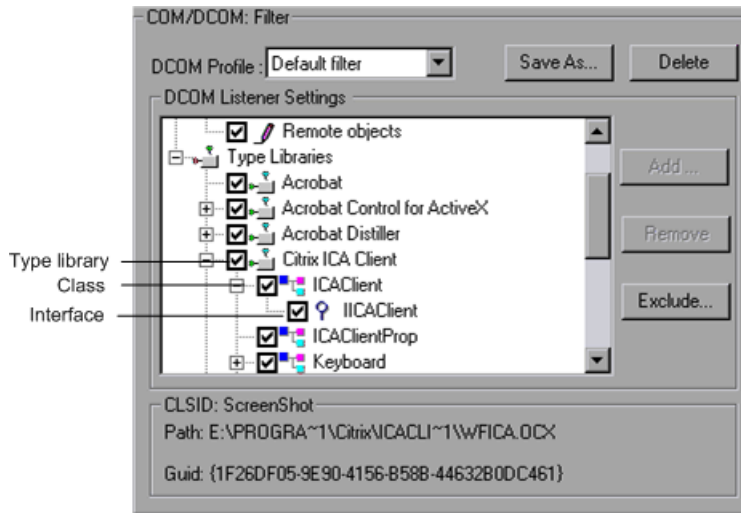 COM/DCOM: Filter
DCOM Profile : Default filter Save As... Delete
DCOM Listener Settings
Remote objects
Type Libraries
Acrobat
Add ...
Acrobat Control for ActiveX
Acrobat Distiller
Remove
Type library Citrix ICA Client
Class ICAClient
Exclude...
Interface IICAClient
ICAClientProp
Keyboard
CLSID: ScreenShot
Path: E:\PROGRA~1\Citrix\ICACLI~1\WFICA.OCX
Guid: {1F26DF05-9E90-4156-B58B-44632B0DC461}